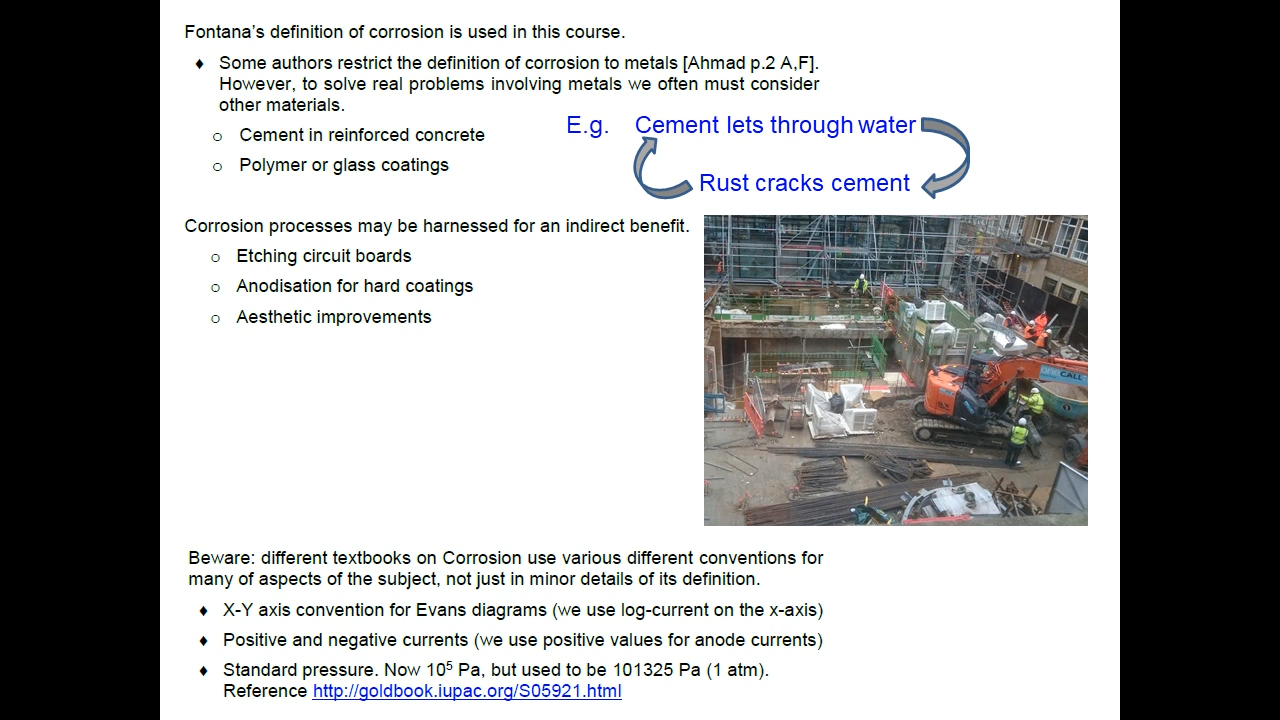 Fontana’s definition of corrosion is used in this course.
♦ Some authors restrict the definition of corrosion to metals [Ahmad p.2 A,F].
However, to solve real problems involving metals we often must consider
other materials.
o Cement in reinforced concrete
o Polymer or glass coatings
E.g. Cement lets through water
Rust cracks cement
Corrosion processes may be harnessed for an indirect benefit.
o Etching circuit boards
o Anodisation for hard coatings
o Aesthetic improvements
CALL
Beware: different textbooks on Corrosion use various different conventions for
many of aspects of the subject, not just in minor details of its definition.
♦ X-Y axis convention for Evans diagrams (we use log-current on the x-axis)
♦ Positive and negative currents (we use positive values for anode currents)
♦ Standard pressure. Now 10⁵ Pa, but used to be 101325 Pa (1 atm).
Reference http://goldbook.iupac.org/S05921.html